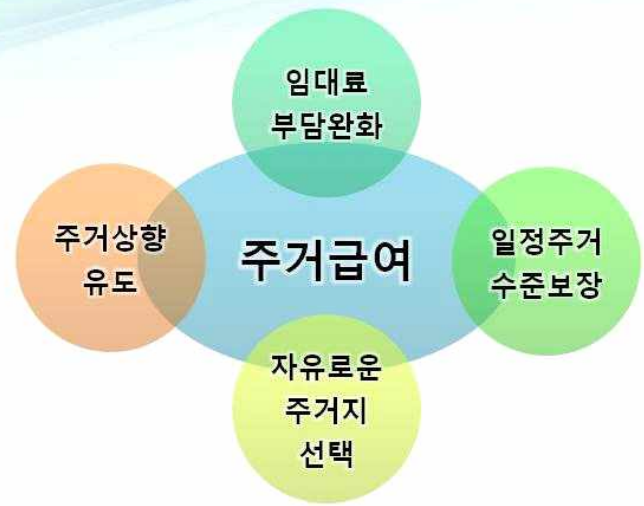 임대료
부담완화
주거상향
유도
주거급여
일정주거
수준보장
자유로운
주거지
선택